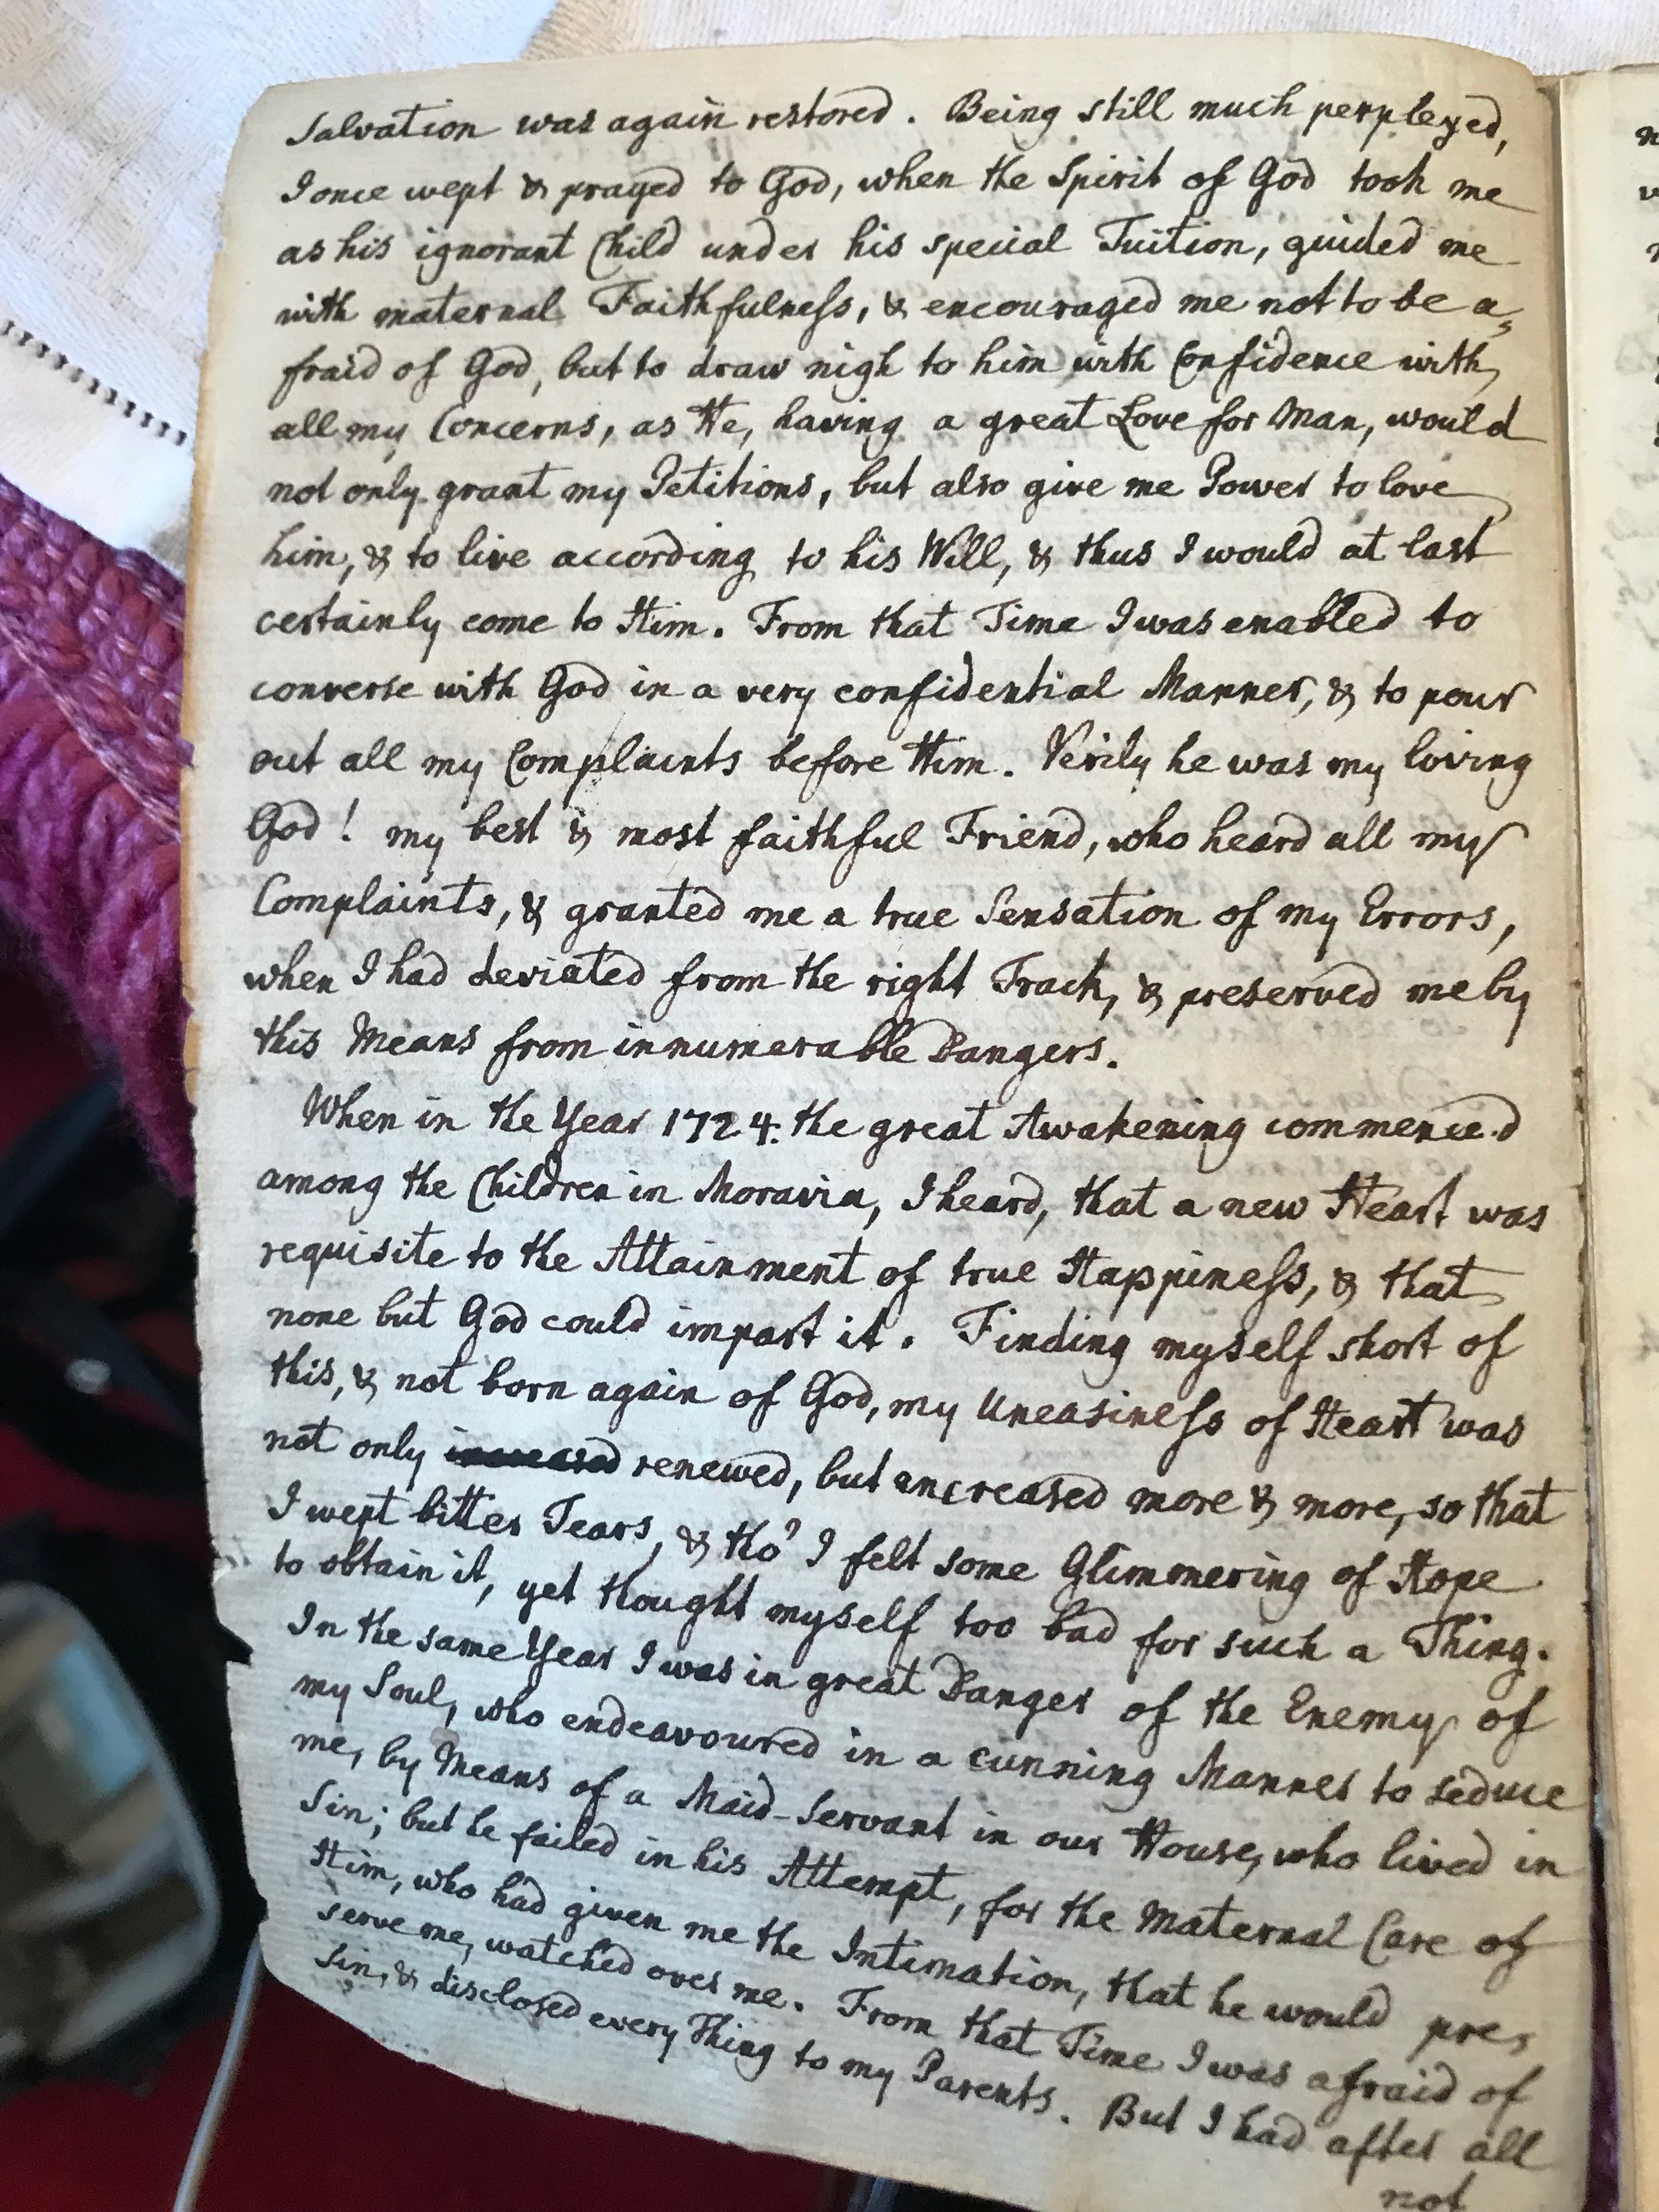 Salvation was again restored. Being still much perplexed,
I once wept & prayed to God, when the Spirit of God took me
as his ignorant Child under his special Tuition, guided me
with maternal Faithfulness, & encouraged me not to be a„
fraid of God, but to draw nigh to him with Confidence with
all my Concerns, as He, having a great Love for Man, would
not only grant my Petitions, but also give me Power to love
him, & to live according to his Will, & thus I would at last
certainly come to Him. From that Time I was enabled to
converse with God in a very confidential Manner, & to pour
out all my Complaints before Him. Verily he was my loving
God! my best & most faithful Friend, who heard all my
Complaints, & granted me a true Sensation of my Errors,
when I had deviated from the right Track, & preserved me by
this Means from innumerable Dangers.
When in the Year 1724. the great Awakening commenced
among the Children in Moravia, I heard, that a new Heart was
requisite to the Attainment of true Happiness, & that
none but God could impart it. Finding myself short of
this, & not born again of God, my Uneasiness of Heart was
not only increased renewed, but increased more & more, so that
I wept bitter Tears, & tho' I felt some Glimmering of Hope
to obtain it, yet thought myself too bad for such a Thing.
In the same Year I was in great Danger of the Enemy of
my Soul, who endeavoured in a cunning Manner to seduce
me, by Means of a Maid-Servant in our House, who lived in
Sin; but he failed in his Attempt, for the Maternal Care of
Him, who had given me the Intimation, that he would pre„
serve me, watched over me. From that Time I was afraid of
Sin, & disclosed every Thing to my Parents. But I had after all
not